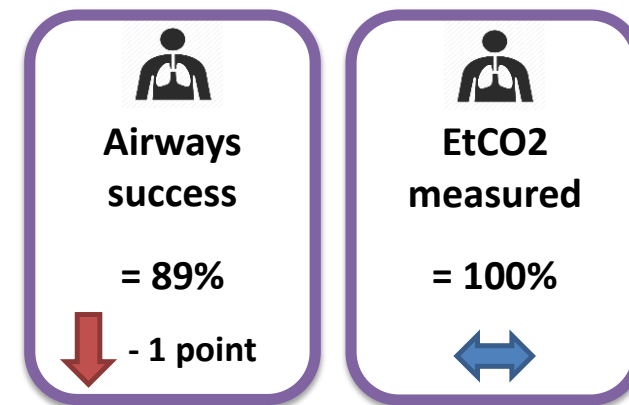 Airways
success
= 89%
- 1 point
EtCO2
measured
= 100%